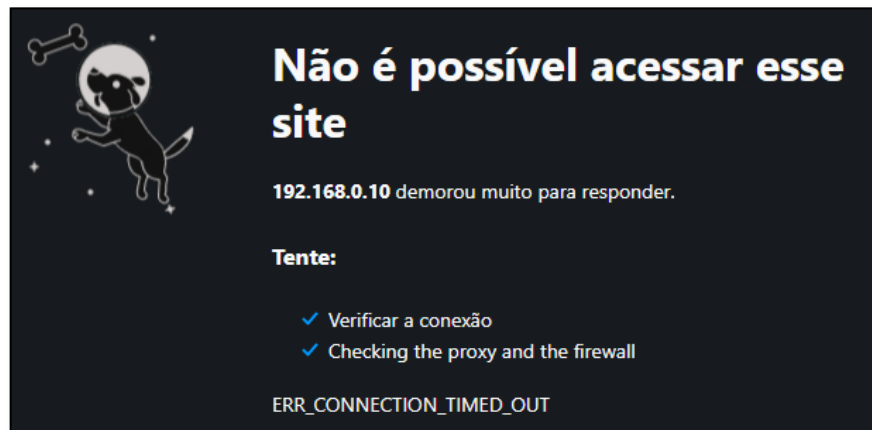 Não é possível acessar esse
site
192.168.0.10 demorou muito para responder.
Tente:
Verificar a conexão
Checking the proxy and the firewall
ERR_CONNECTION_TIMED_OUT